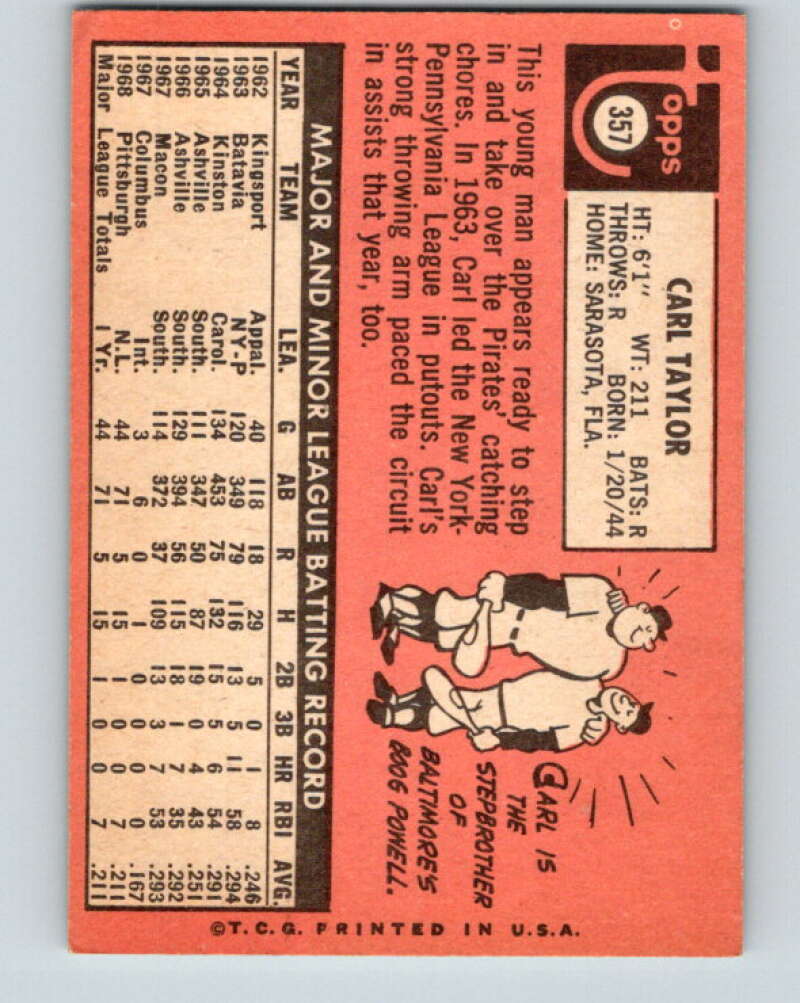 Topps
357
CARL TAYLOR
HT: 6'1" WT: 211 BATS: R
THROWS: R BORN: 1/20/44
HOME: SARASOTA, FLA.
This young man appears ready to step
in and take over the Pirates' catching
chores. In 1963, Carl led the New York-
Pennsylvania League in putouts. Carl's
strong throwing arm paced the circuit
in assists that year, too.
CARL IS
THE
STEPBROTHER
OF
BALTIMORE'S
BOOG POWELL.
MAJOR AND MINOR LEAGUE BATTING RECORD
YEAR TEAM LEA. G AB R H 2B 3B HR RBI AVG.
1962 Kingsport Appal. 40 118 18 29 5 0 1 8 .246
1963 Batavia NY-P 120 349 79 116 13 5 11 58 .294
1964 Kinston Carol. 134 453 75 132 15 5 6 54 .291
1965 Ashville South. 111 347 50 87 19 0 4 43 .251
1966 Ashville South. 129 394 56 115 18 1 7 35 .292
1967 Macon South. 114 372 37 109 13 3 7 53 .293
1967 Columbus Int. 3 6 0 1 0 0 0 0 .167
1968 Pittsburgh N.L. 44 71 5 15 1 0 0 7 .211
Major League Totals 1 Yr. 44 71 5 15 1 0 0 7 .211
©T.C.G. PRINTED IN U.S.A.